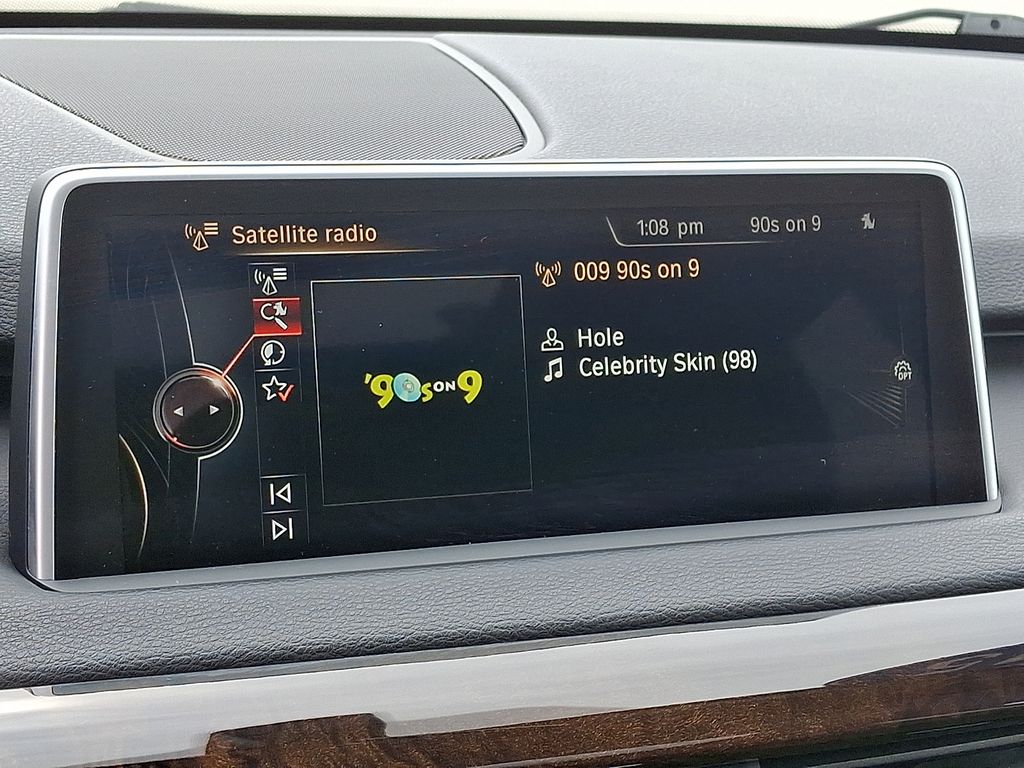 Satellite radio
1:08 pm
90s on 9
009 90s on 9
Hole
Celebrity Skin (98)
'90s ON 9
OPT